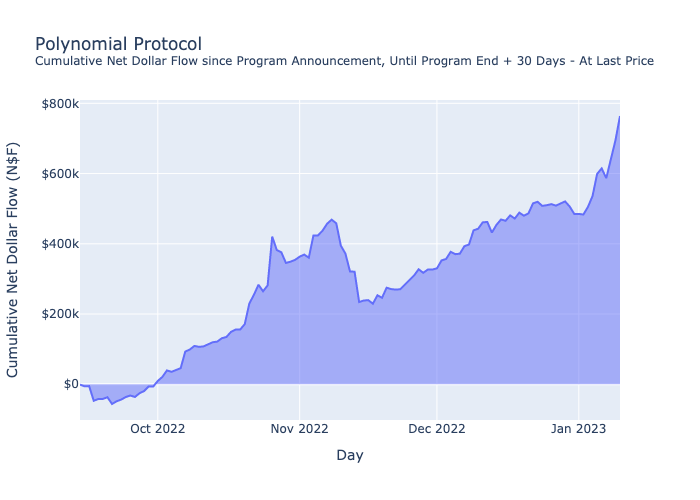 Polynomial Protocol
Cumulative Net Dollar Flow since Program Announcement, Until Program End + 30 Days - At Last Price
Cumulative Net Dollar Flow (N$F)
$800k
$600k
$400k
$200k
$0
Oct 2022
Nov 2022
Dec 2022
Jan 2023
Day